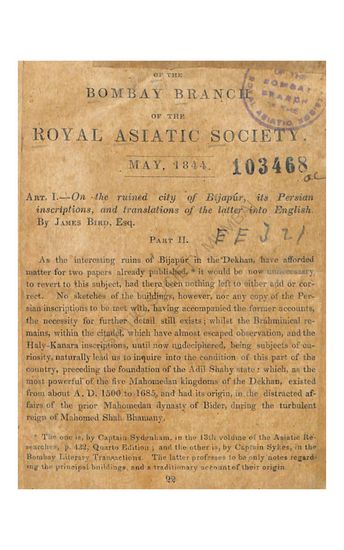 OF THE
BOMBAY BRANCH
OF THE
ROYAL ASIATIC SOCIETY.
MAY, 1844.
103468
ART. I.—On the ruined city of Bijapúr, its Persian
inscriptions, and translations of the latter into English.
By JAMES BIRD, Esq.
PART II.
EEJ21
As the interesting ruins of Bijapúr in the Dekhan, have afforded
matter for two papers already published, * it would be now unnecessary,
to revert to this subject, had there been nothing left to either add or cor-
rect. No sketches of the buildings, however, nor any copy of the Per-
sian inscriptions to be met with, having accompanied the former accounts,
the necessity for further detail still exists; whilst the Bráhmúnical re-
mains, within the citadel, which have almost escaped observation, and the
Haly-Kanara inscriptions, until now undeciphered, being subjects of cu-
riosity, naturally lead us to inquire into the condition of this part of the
country, preceding the foundation of the Adil Shahy state: which, as the
most powerful of the five Mahomedan kingdoms of the Dekhan, existed
from about A. D. 1500 to 1685, and had its origin, in the distracted af-
fairs of the prior Mahomedan dynasty of Bider, during the turbulent
reign of Mahomed Shah Bhamany.
* The one is, by Captain Sydenham, in the 13th volume of the Asiatic Re-
searches, p. 432, Quarto Edition; and the other is, by Captain Sykes, in the
Bombay Literary Transactions. The latter professes to be only notes regard-
ing the principal buildings, and a traditionary account of their origin
22